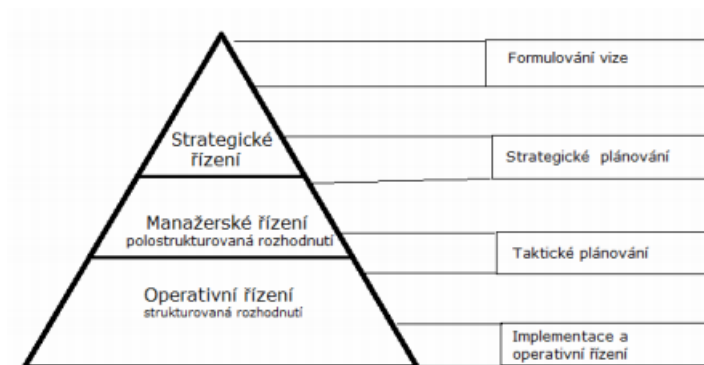 Formulování vize
Strategické
řízení
Strategické plánování
Manažerské řízení
polostrukturovaná rozhodnutí
Taktické plánování
Operativní řízení
strukturovaná rozhodnutí
Implementace a
operativní řízení